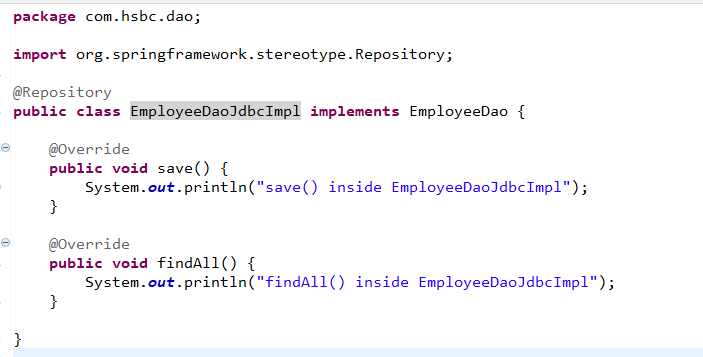 package com.hsbc.dao;
import org.springframework.stereotype.Repository;
@Repository
public class EmployeeDaoJdbcImpl implements EmployeeDao {
@Override
public void save() {
System.out.println("save() inside EmployeeDaoJdbcImpl");
}
@Override
public void findAll() {
System.out.println("findAll() inside EmployeeDaoJdbcImpl");
}
}